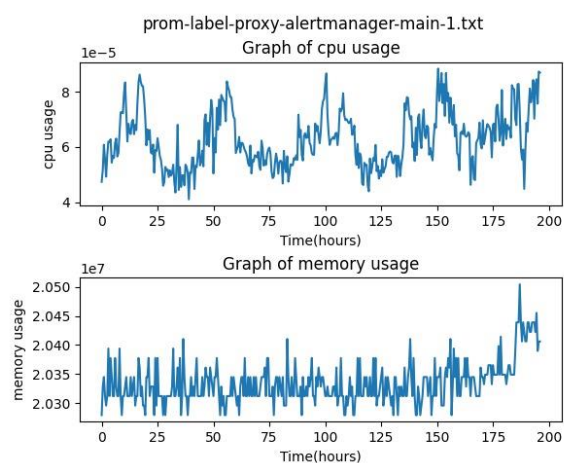 prom-label-proxy-alertmanager-main-1.txt
Graph of cpu usage
1e−5
8
6
4
cpu usage
0 25 50 75 100 125 150 175 200
Time(hours)
Graph of memory usage
1e7
2.050
2.045
2.040
2.035
2.030
memory usage
0 25 50 75 100 125 150 175 200
Time(hours)